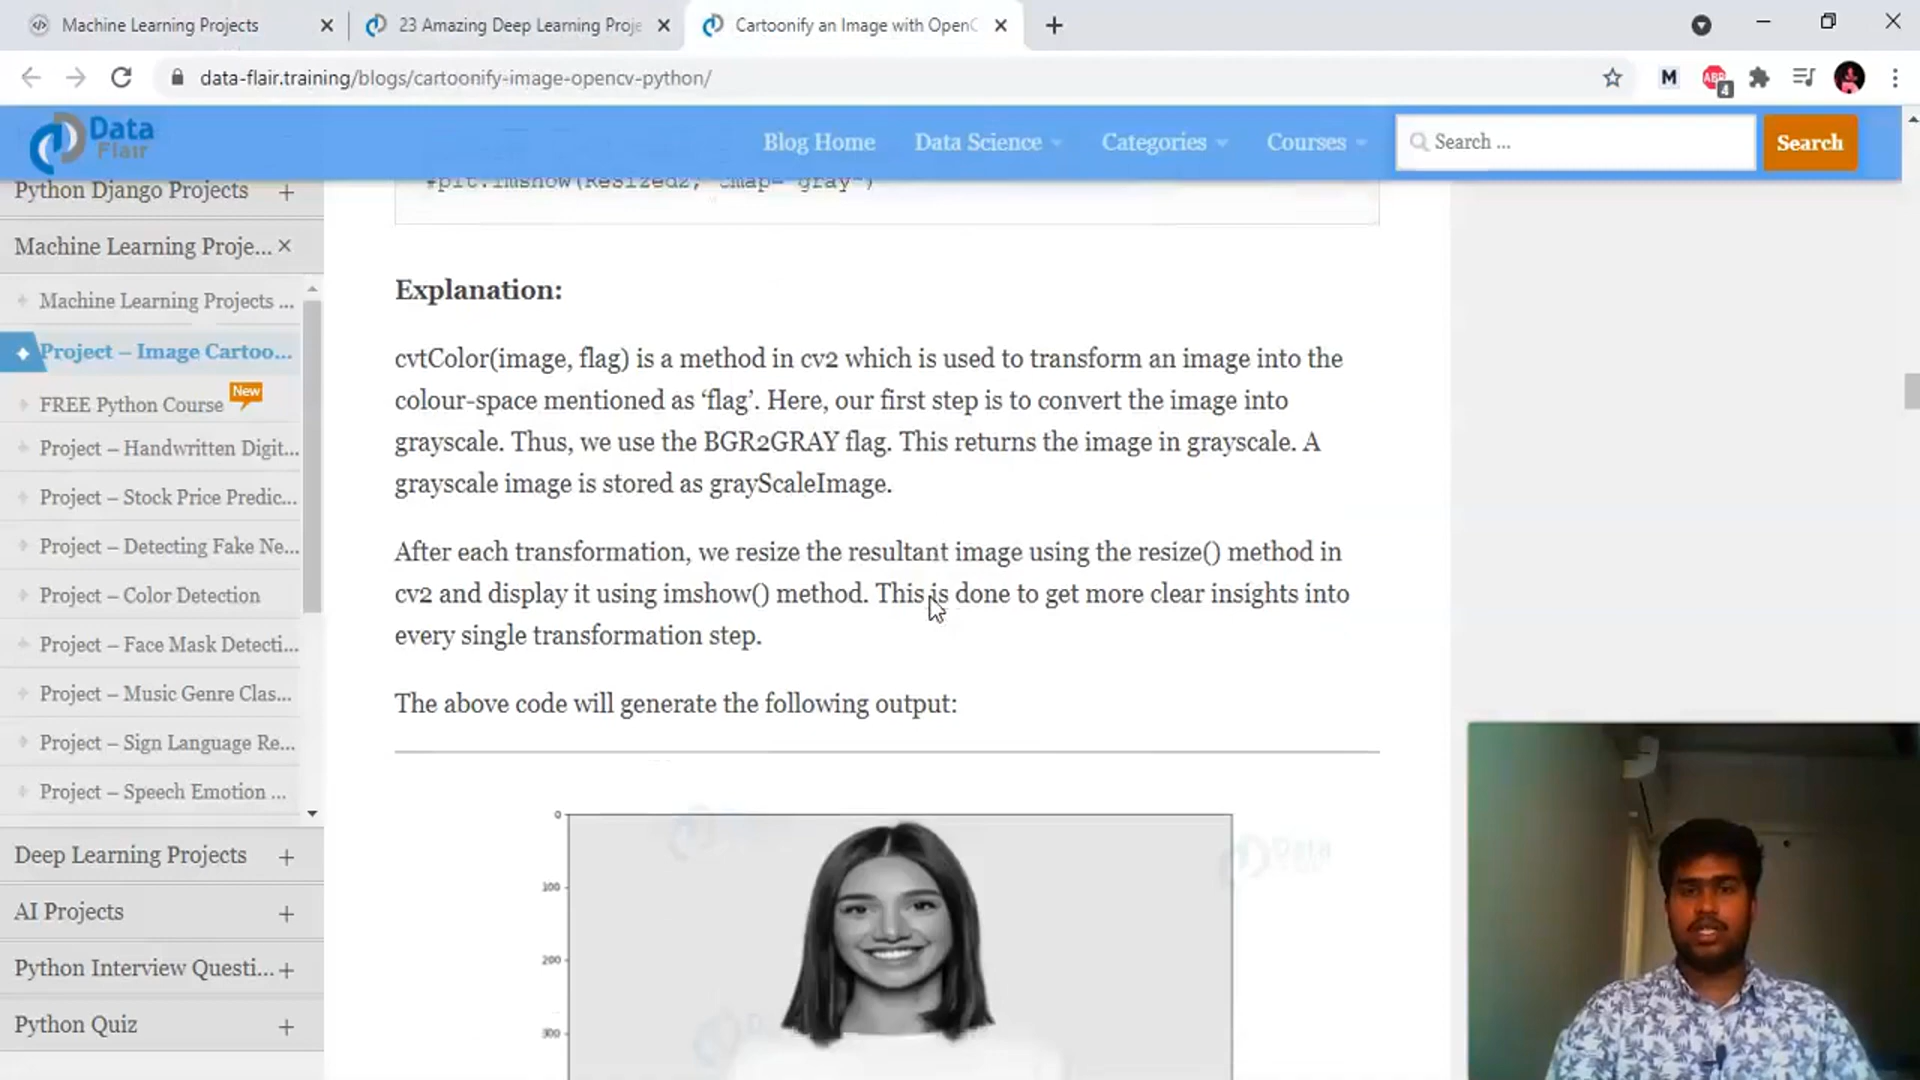 Machine Learning Projects
23 Amazing Deep Learning Proje
Cartoonify an Image with OpenC
data-flair.training/blogs/cartoonify-image-opencv-python/
M
ABP
4
Data
Flair
Blog Home
Data Science
Categories
Courses
Search ...
Search
Python Django Projects
Machine Learning Proje...
Machine Learning Projects ...
Project – Image Cartoo...
FREE Python Course
New
Project – Handwritten Digit...
Project – Stock Price Predic...
Project – Detecting Fake Ne...
Project – Color Detection
Project – Face Mask Detecti...
Project – Music Genre Clas...
Project – Sign Language Re...
Project – Speech Emotion ...
Deep Learning Projects
AI Projects
Python Interview Questi...
Python Quiz
#plt.imshow(ReSized2, cmap='gray')
Explanation:
cvtColor(image, flag) is a method in cv2 which is used to transform an image into the
colour-space mentioned as ‘flag’. Here, our first step is to convert the image into
grayscale. Thus, we use the BGR2GRAY flag. This returns the image in grayscale. A
grayscale image is stored as grayScaleImage.
After each transformation, we resize the resultant image using the resize() method in
cv2 and display it using imshow() method. This is done to get more clear insights into
every single transformation step.
The above code will generate the following output:
0
100
200
300
Data